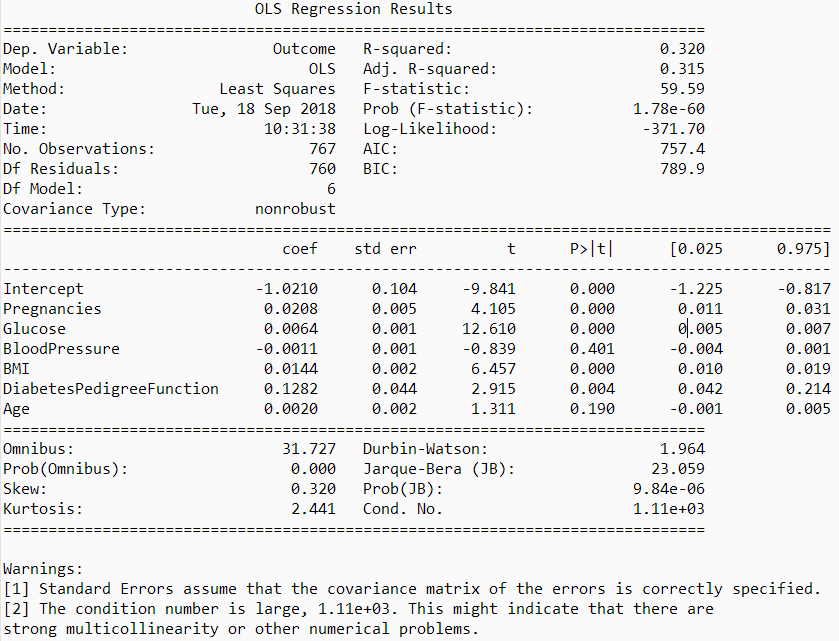 OLS Regression Results
==============================================================================
Dep. Variable:                Outcome   R-squared:                       0.320
Model:                            OLS   Adj. R-squared:                  0.315
Method:                 Least Squares   F-statistic:                     59.59
Date:                Tue, 18 Sep 2018   Prob (F-statistic):           1.78e-60
Time:                        10:31:38   Log-Likelihood:                -371.70
No. Observations:                 767   AIC:                             757.4
Df Residuals:                     760   BIC:                             789.9
Df Model:                           6
Covariance Type:            nonrobust
============================================================================================
                               coef    std err          t      P>|t|      [0.025      0.975]
--------------------------------------------------------------------------------------------
Intercept                   -1.0210      0.104     -9.841      0.000      -1.225      -0.817
Pregnancies                  0.0208      0.005      4.105      0.000       0.011       0.031
Glucose                      0.0064      0.001     12.610      0.000       0.005       0.007
BloodPressure               -0.0011      0.001     -0.839      0.401      -0.004       0.001
BMI                          0.0144      0.002      6.457      0.000       0.010       0.019
DiabetesPedigreeFunction     0.1282      0.044      2.915      0.004       0.042       0.214
Age                          0.0020      0.002      1.311      0.190      -0.001       0.005
==============================================================================
Omnibus:                       31.727   Durbin-Watson:                   1.964
Prob(Omnibus):                  0.000   Jarque-Bera (JB):               23.059
Skew:                           0.320   Prob(JB):                     9.84e-06
Kurtosis:                       2.441   Cond. No.                     1.11e+03
==============================================================================

Warnings:
[1] Standard Errors assume that the covariance matrix of the errors is correctly specified.
[2] The condition number is large, 1.11e+03. This might indicate that there are
strong multicollinearity or other numerical problems.